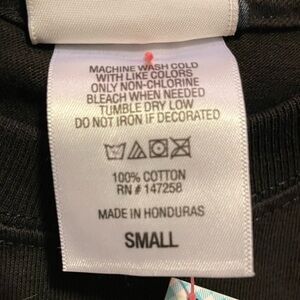 MACHINE WASH COLD
WITH LIKE COLORS
ONLY NON-CHLORINE
BLEACH WHEN NEEDED
TUMBLE DRY LOW
DO NOT IRON IF DECORATED
100% COTTON
RN # 147258
MADE IN HONDURAS
SMALL